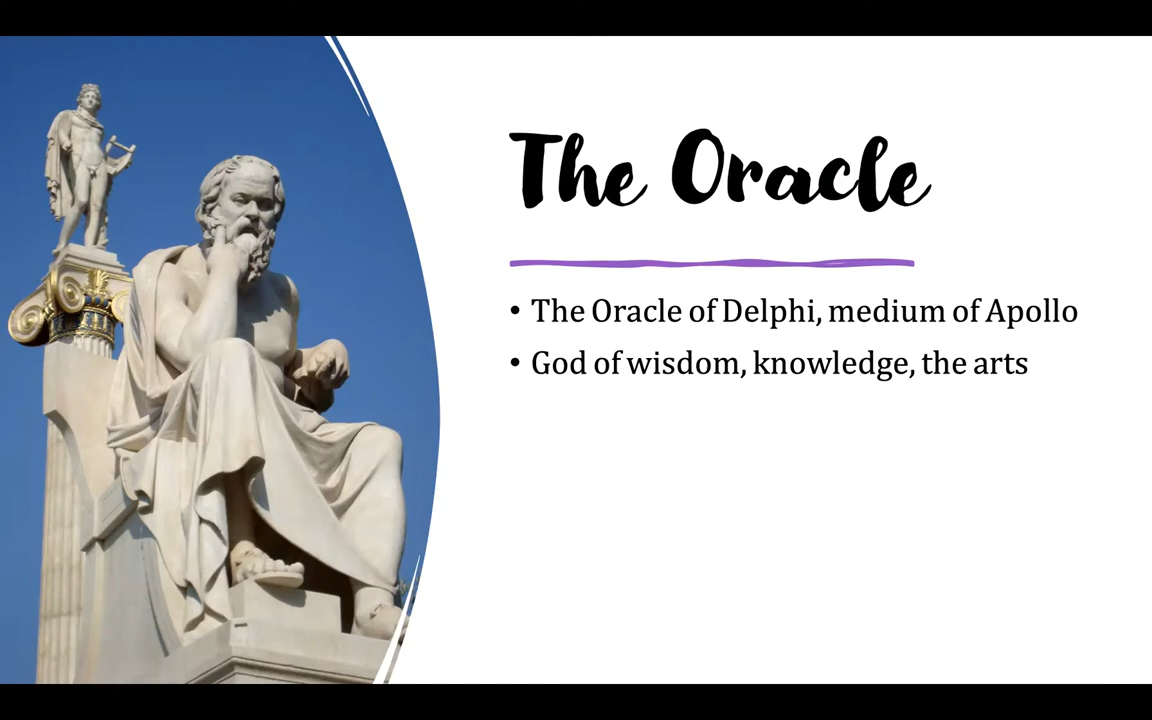 The Oracle
• The Oracle of Delphi, medium of Apollo
• God of wisdom, knowledge, the arts